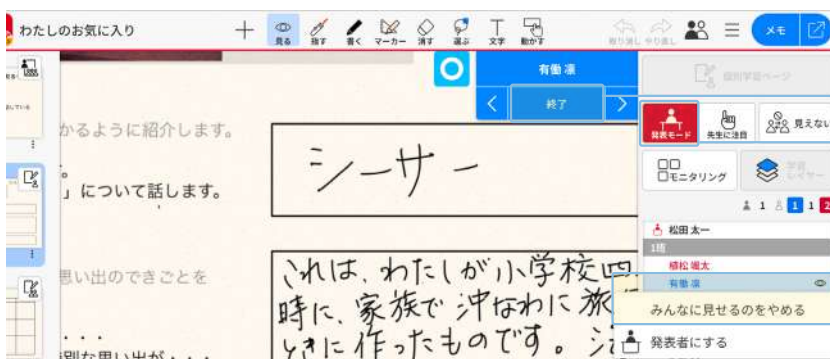 わたしのお気に入り
見る 指す 書く マーカー 消す 選ぶ 文字 動かす 取り消し やり直し
メモ
有働 凛
終了
個別学習ページ
発表モード 先生に注目 見えない
モニタリング 学習レイヤー
1 1 1 2
かるように紹介します。
」について話します。
思い出のできごとを
別な思い出が・・・
シーサー
これは、わたしが小学校四
時に、家族で沖なわに旅
ときに作ったものです。
松田 太一
1班
植松 颯太
有働 凛
みんなに見せるのをやめる
発表者にする